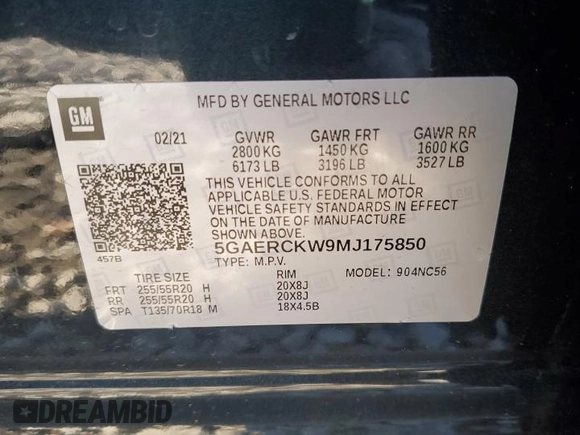 GM
MFD BY GENERAL MOTORS LLC
02/21 GVWR GAWR FRT GAWR RR
2800 KG 1450 KG 1600 KG
6173 LB 3196 LB 3527 LB
THIS VEHICLE CONFORMS TO ALL
APPLICABLE U.S. FEDERAL MOTOR
VEHICLE SAFETY STANDARDS IN EFFECT
ON THE DATE OF MANUFACTURE
SHOWN ABOVE.
457B
5GAERCKW9MJ175850
TYPE: M.P.V.
TIRE SIZE RIM MODEL: 904NC56
FRT 255/55R20 H 20X8J
RR 255/55R20 H 20X8J
SPA T135/70R18 M 18X4.5B
DREAMBID